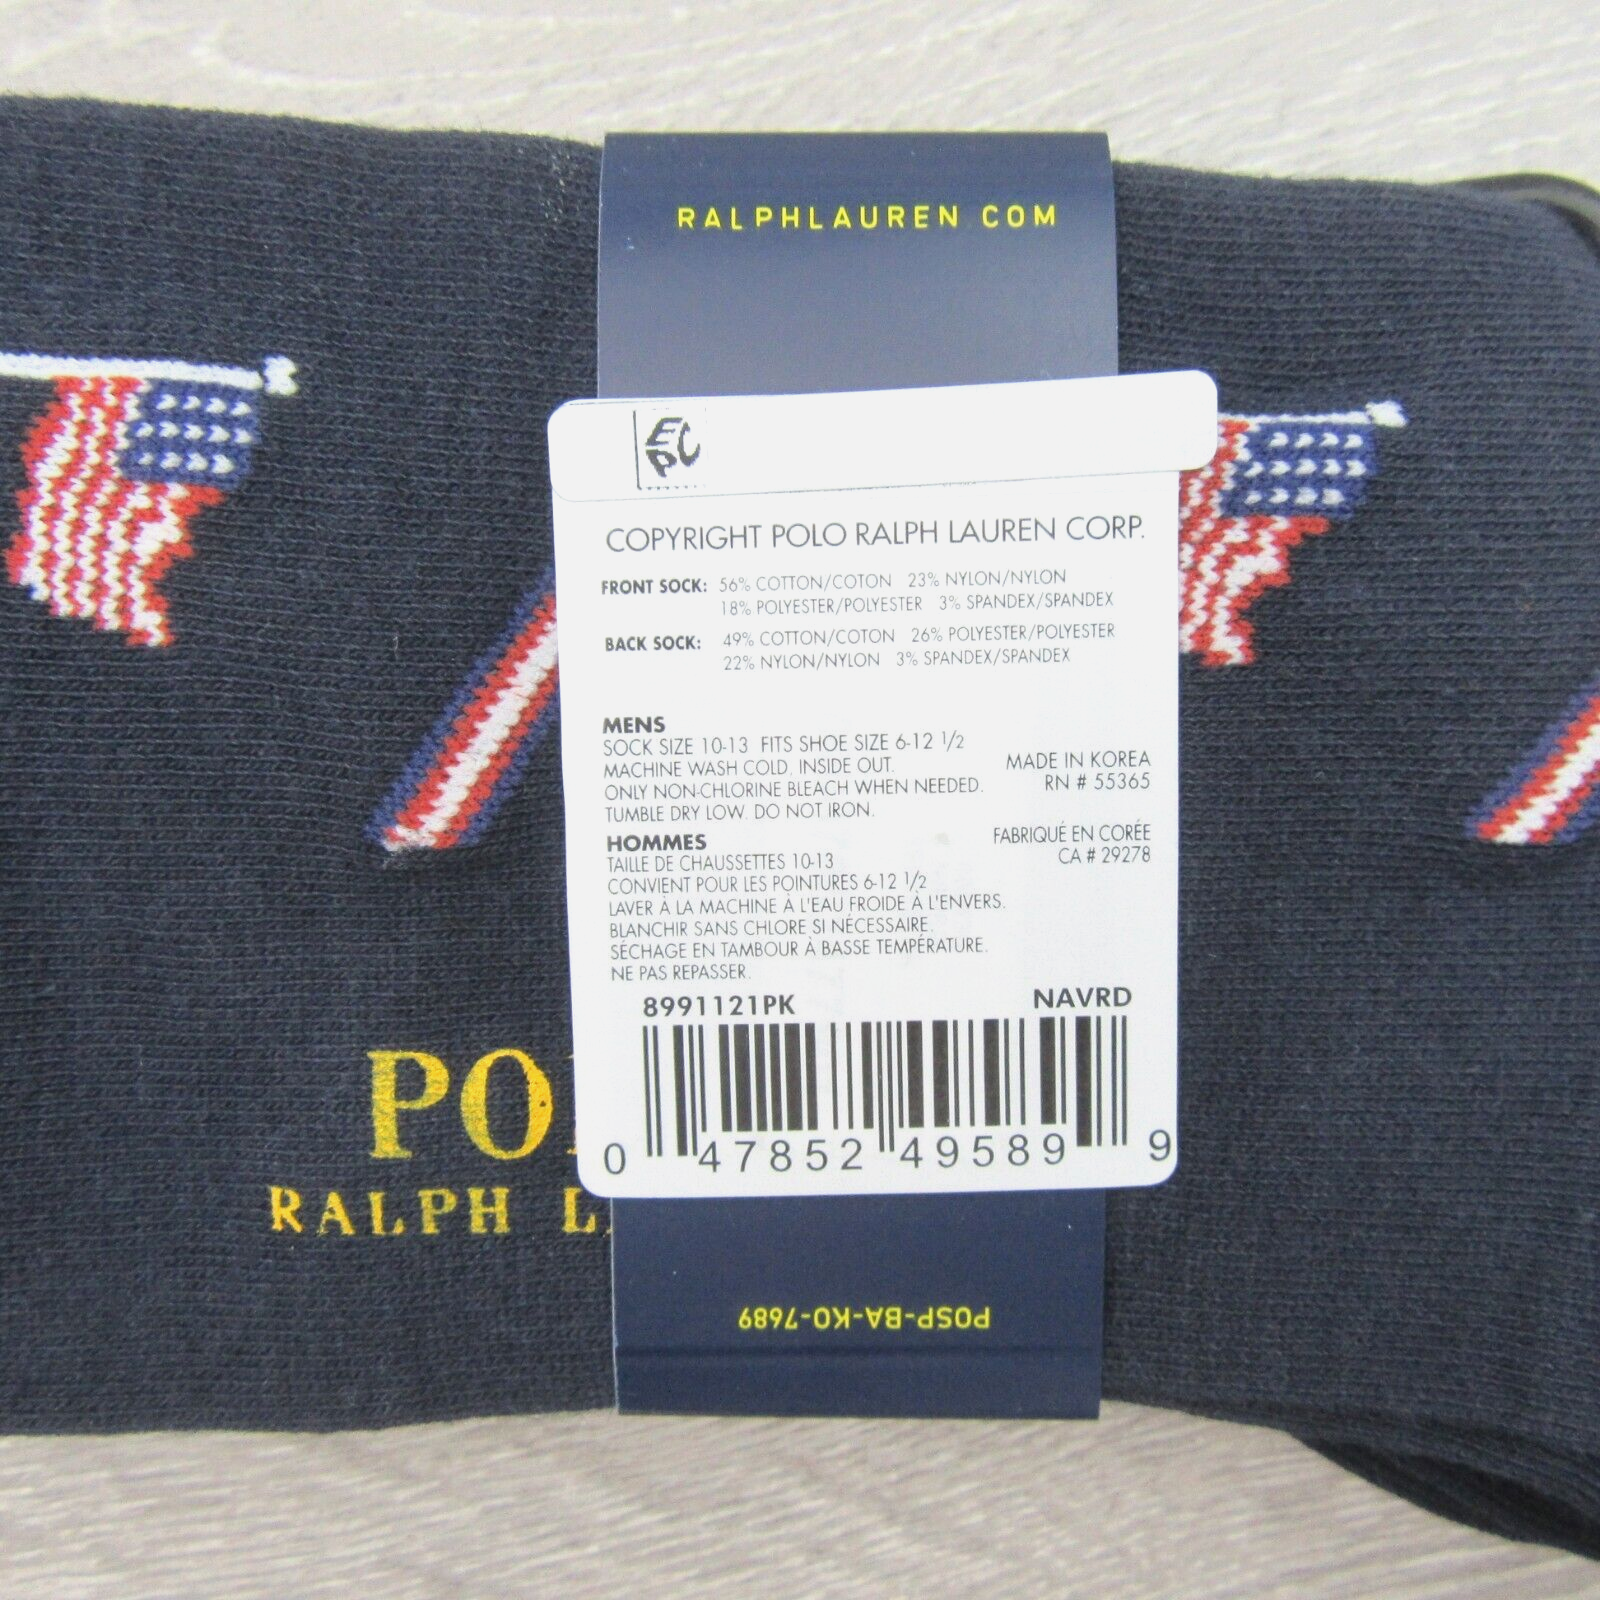 RALPHLAUREN.COM
EC
P
COPYRIGHT POLO RALPH LAUREN CORP.
FRONT SOCK: 56% COTTON/COTON 23% NYLON/NYLON
18% POLYESTER/POLYESTER 3% SPANDEX/SPANDEX
BACK SOCK: 49% COTTON/COTON 26% POLYESTER/POLYESTER
22% NYLON/NYLON 3% SPANDEX/SPANDEX
MENS
SOCK SIZE 10-13 FITS SHOE SIZE 6-12 1/2
MACHINE WASH COLD, INSIDE OUT.
ONLY NON-CHLORINE BLEACH WHEN NEEDED.
TUMBLE DRY LOW. DO NOT IRON.
MADE IN KOREA
RN # 55365
HOMMES
TAILLE DE CHAUSSETTES 10-13
CONVIENT POUR LES POINTURES 6-12 1/2
LAVER À LA MACHINE À L'EAU FROIDE À L'ENVERS.
BLANCHIR SANS CHLORE SI NÉCESSAIRE.
SÉCHAGE EN TAMBOUR À BASSE TEMPÉRATURE.
NE PAS REPASSER.
FABRIQUÉ EN CORÉE
CA # 29278
8991121PK NAVRD
0 47852 49589 9
PO
RALPH L
POSP-BA-KO-7689